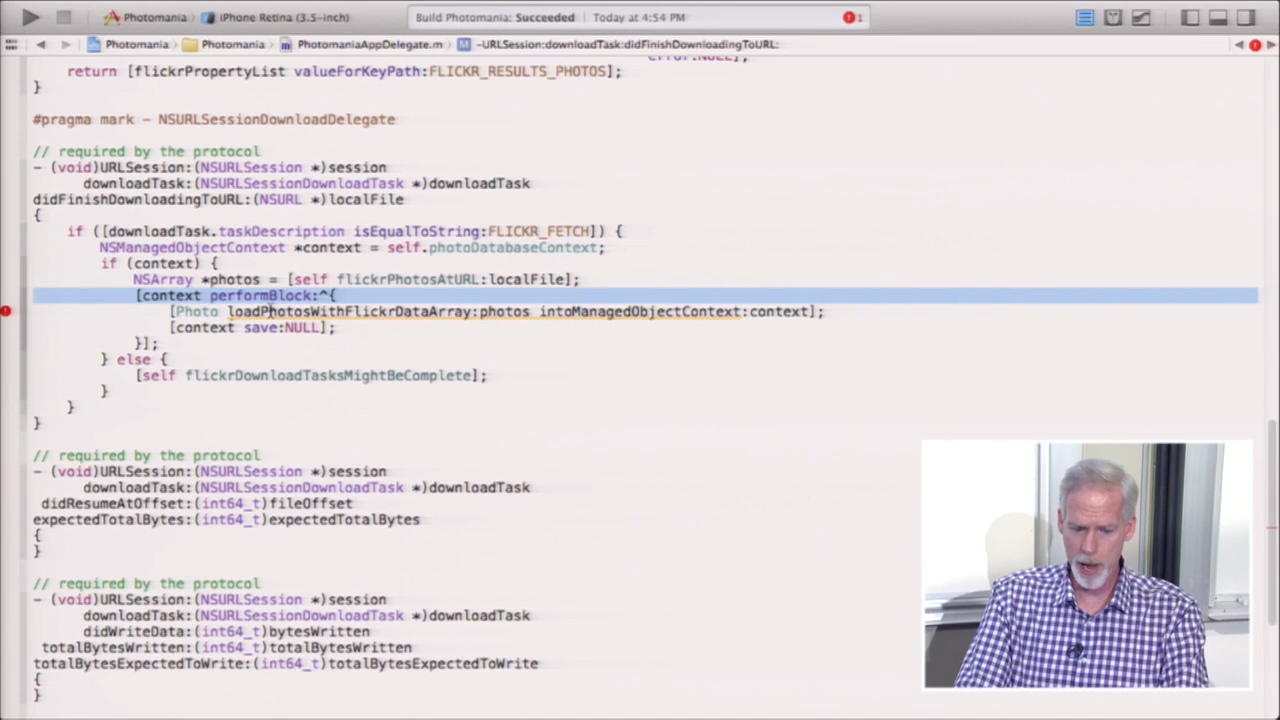 Photomania
iPhone Retina (3.5-inch)
Build Photomania: Succeeded
Today at 4:54 PM
1
Photomania
Photomania
PhotomaniaAppDelegate.m
M
-URLSession:downloadTask:didFinishDownloadingToURL:
error:NULL];
return [flickrPropertyList valueForKeyPath:FLICKR_RESULTS_PHOTOS];
}
#pragma mark - NSURLSessionDownloadDelegate
// required by the protocol
- (void)URLSession:(NSURLSession *)session
downloadTask:(NSURLSessionDownloadTask *)downloadTask
didFinishDownloadingToURL:(NSURL *)localFile
{
if ([downloadTask.taskDescription isEqualToString:FLICKR_FETCH]) {
NSManagedObjectContext *context = self.photoDatabaseContext;
if (context) {
NSArray *photos = [self flickrPhotosAtURL:localFile];
[context performBlock:^{
[Photo loadPhotosWithFlickrDataArray:photos intoManagedObjectContext:context];
[context save:NULL];
}];
} else {
[self flickrDownloadTasksMightBeComplete];
}
}
}
// required by the protocol
- (void)URLSession:(NSURLSession *)session
downloadTask:(NSURLSessionDownloadTask *)downloadTask
didResumeAtOffset:(int64_t)fileOffset
expectedTotalBytes:(int64_t)expectedTotalBytes
{
}
// required by the protocol
- (void)URLSession:(NSURLSession *)session
downloadTask:(NSURLSessionDownloadTask *)downloadTask
didWriteData:(int64_t)bytesWritten
totalBytesWritten:(int64_t)totalBytesWritten
totalBytesExpectedToWrite:(int64_t)totalBytesExpectedToWrite
{
}